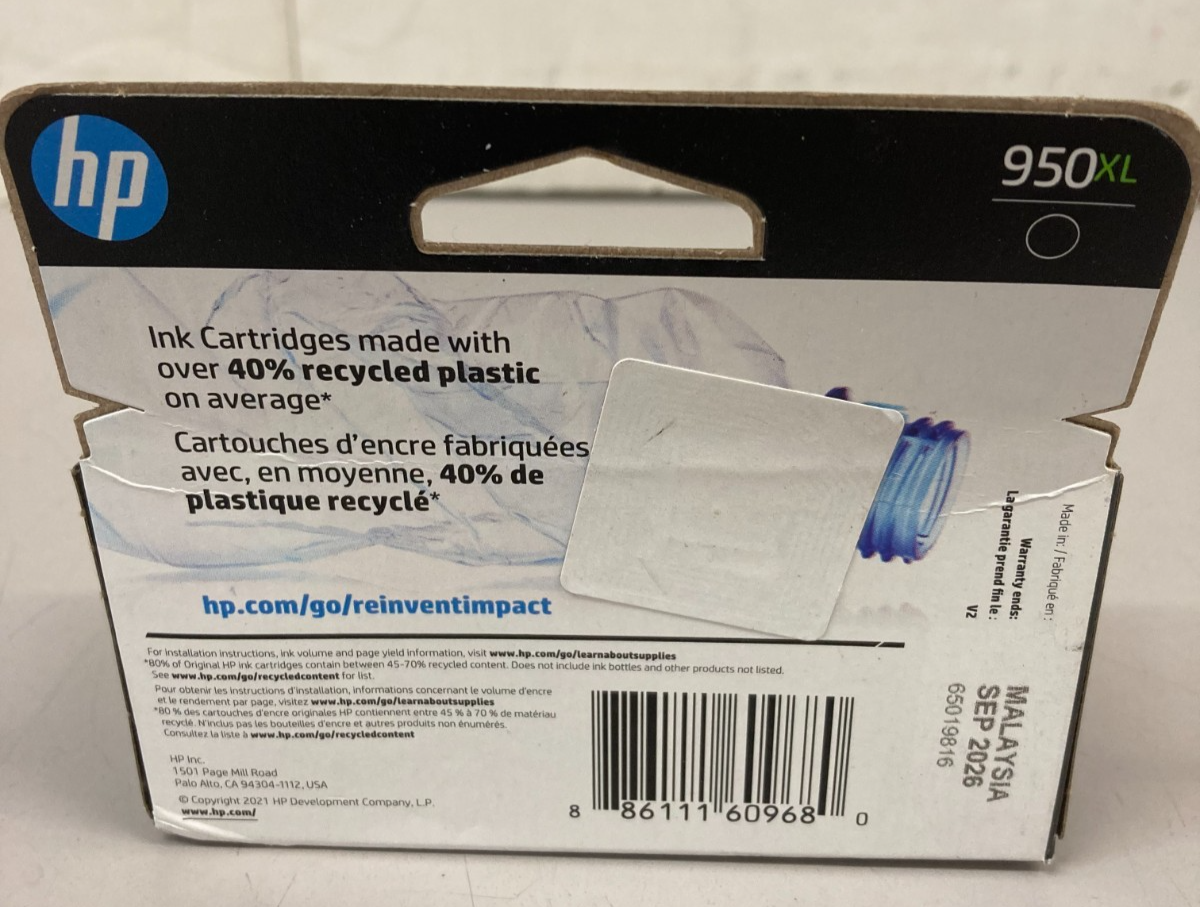 hp
950XL
Ink Cartridges made with
over 40% recycled plastic
on average*
Cartouches d'encre fabriquées
avec, en moyenne, 40% de
plastique recyclé*
hp.com/go/reinventimpact
Made in: / Fabriqué en :
Warranty ends:
La garantie prend fin le :
V2
MALAYSIA
SEP 2026
65019816
For installation instructions, ink volume and page yield information, visit www.hp.com/go/learnaboutsupplies
*80% of Original HP ink cartridges contain between 45-70% recycled content. Does not include ink bottles and other products not listed.
See www.hp.com/go/recycledcontent for list.
Pour obtenir les instructions d'installation, informations concernant le volume d'encre
et le rendement par page, visitez www.hp.com/go/learnaboutsupplies
*80 % des cartouches d'encre originales HP contiennent entre 45 % à 70 % de matériau
recyclé. N'inclus pas les bouteilles d'encre et autres produits non énumérés.
Consultez la liste à www.hp.com/go/recycledcontent
HP Inc.
1501 Page Mill Road
Palo Alto, CA 94304-1112, USA
© Copyright 2021 HP Development Company, L.P.
www.hp.com/
8 86111 60968 0